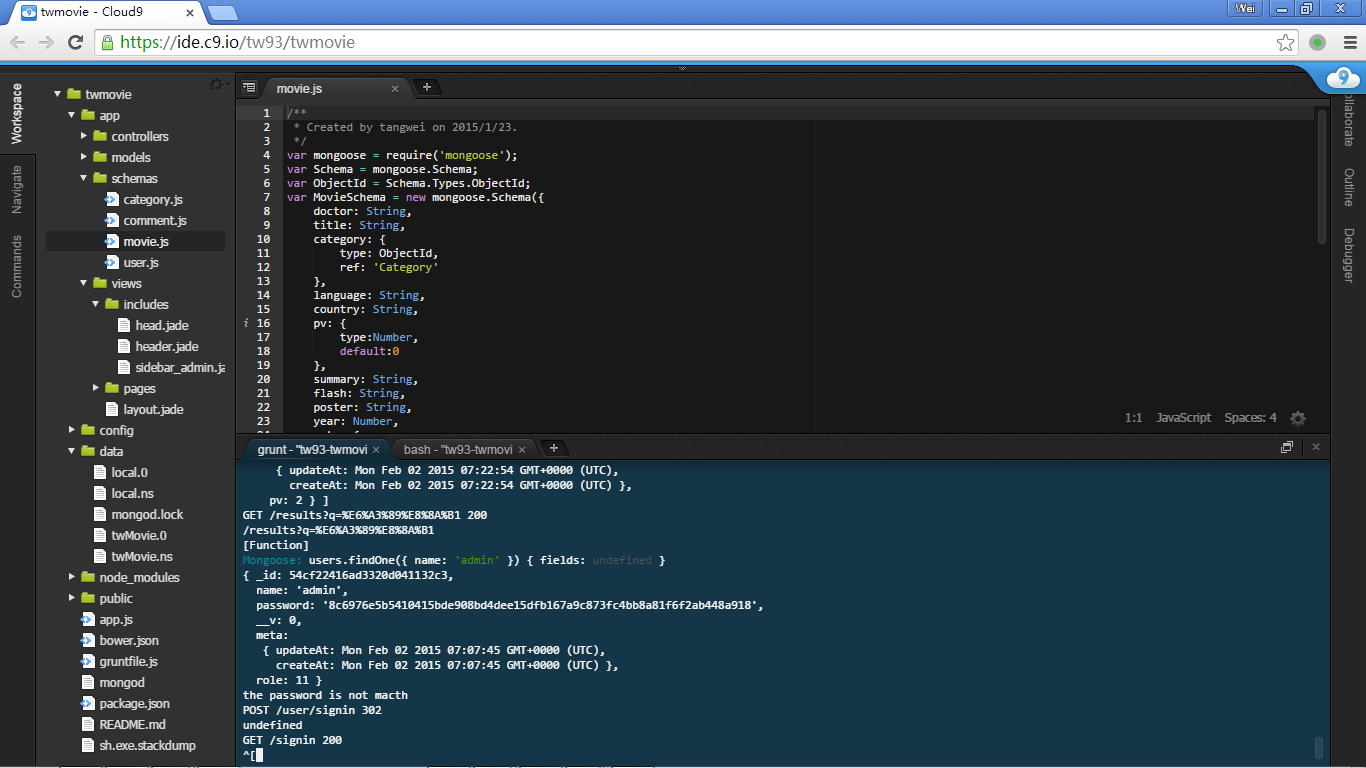 twmovie - Cloud9
Wei
https://ide.c9.io/tw93/twmovie
Workspace
Navigate
Commands
twmovie
app
controllers
models
schemas
category.js
comment.js
movie.js
user.js
views
includes
head.jade
header.jade
sidebar_admin.ja
pages
layout.jade
config
data
local.0
local.ns
mongod.lock
twMovie.0
twMovie.ns
node_modules
public
app.js
bower.json
gruntfile.js
mongod
package.json
README.md
sh.exe.stackdump
movie.js
1 /**
2 * Created by tangwei on 2015/1/23.
3 */
4 var mongoose = require('mongoose');
5 var Schema = mongoose.Schema;
6 var ObjectId = Schema.Types.ObjectId;
7 var MovieSchema = new mongoose.Schema({
8 doctor: String,
9 title: String,
10 category: {
11 type: ObjectId,
12 ref: 'Category'
13 },
14 language: String,
15 country: String,
i 16 pv: {
17 type:Number,
18 default:0
19 },
20 summary: String,
21 flash: String,
22 poster: String,
23 year: Number,
1:1 JavaScript Spaces: 4
9
ollaborate
Outline
Debugger
grunt - "tw93-twmovi
bash - "tw93-twmovi
{ updateAt: Mon Feb 02 2015 07:22:54 GMT+0000 (UTC),
createAt: Mon Feb 02 2015 07:22:54 GMT+0000 (UTC) },
pv: 2 } ]
GET /results?q=%E6%A3%89%E8%8A%B1 200
/results?q=%E6%A3%89%E8%8A%B1
[Function]
Mongoose: users.findOne({ name: 'admin' }) { fields: undefined }
{ _id: 54cf22416ad3320d041132c3,
name: 'admin',
password: '8c6976e5b5410415bde908bd4dee15dfb167a9c873fc4bb8a81f6f2ab448a918',
__v: 0,
meta:
{ updateAt: Mon Feb 02 2015 07:07:45 GMT+0000 (UTC),
createAt: Mon Feb 02 2015 07:07:45 GMT+0000 (UTC) },
role: 11 }
the password is not macth
POST /user/signin 302
undefined
GET /signin 200
^[